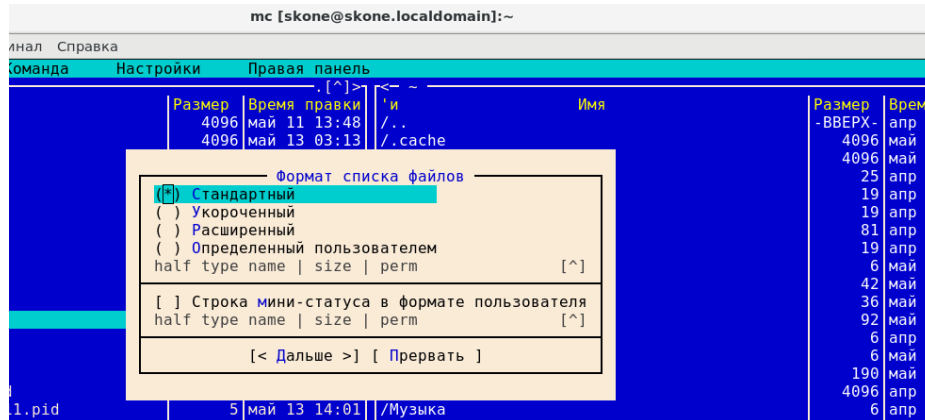 mc [skone@skone.localdomain]:~
инал Справка
Команда Настройки Правая панель
.[^]> <─ ~
Размер Время правки 'и Имя Размер Врем
4096 май 11 13:48 /.. -ВВЕРХ- апр
4096 май 13 03:13 /.cache 4096 май
4096 май
Формат списка файлов 25 апр
(*) Стандартный 19 апр
( ) Укороченный 19 апр
( ) Расширенный 81 апр
( ) Определенный пользователем 19 апр
half type name | size | perm [^] 6 май
42 май
[ ] Строка мини-статуса в формате пользователя 36 май
half type name | size | perm [^] 92 май
6 апр
[< Дальше >] [ Прервать ] 6 май
190 май
4096 апр
l1.pid 5 май 13 14:01 /Музыка 6 апр